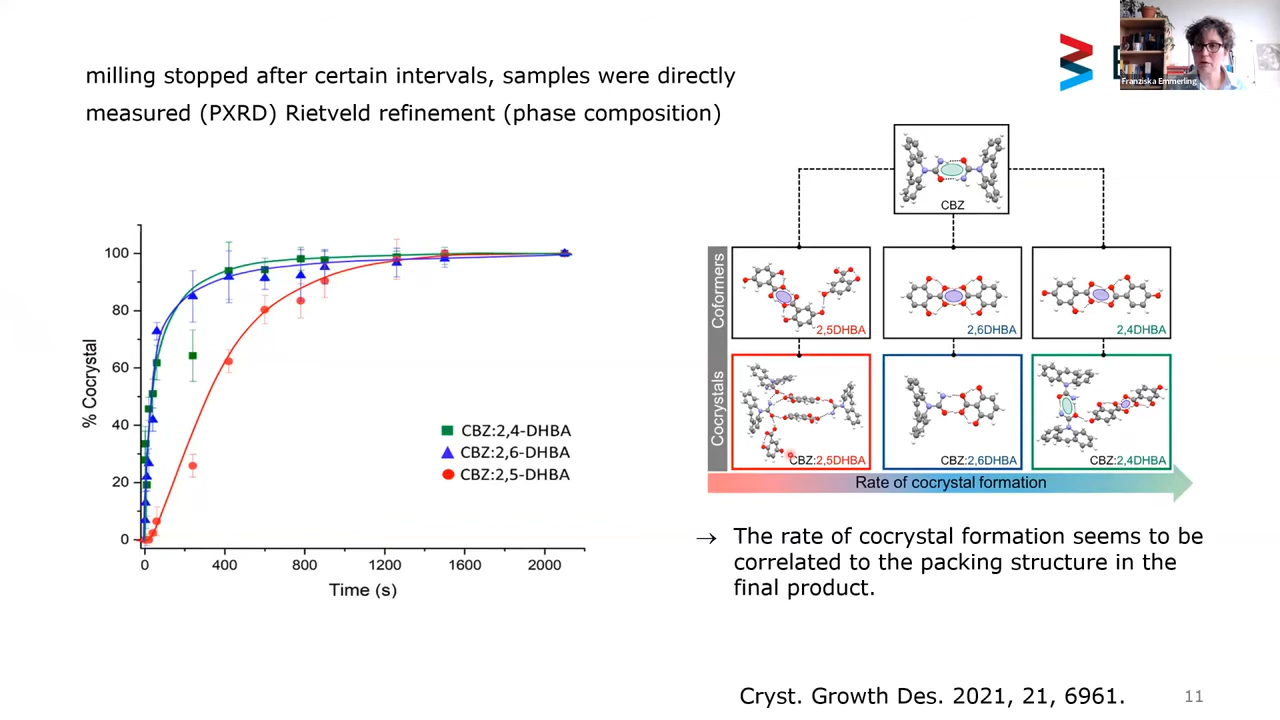 milling stopped after certain intervals, samples were directly
measured (PXRD) Rietveld refinement (phase composition)
Franziska Emmerling
100
80
60
40
20
0
% Cocrystal
CBZ:2,4-DHBA
CBZ:2,6-DHBA
CBZ:2,5-DHBA
0 400 800 1200 1600 2000
Time (s)
CBZ
Coformers
2,5DHBA
2,6DHBA
2,4DHBA
Cocrystals
CBZ:2,5DHBA
CBZ:2,6DHBA
CBZ:2,4DHBA
Rate of cocrystal formation
→ The rate of cocrystal formation seems to be
correlated to the packing structure in the
final product.
Cryst. Growth Des. 2021, 21, 6961.
11